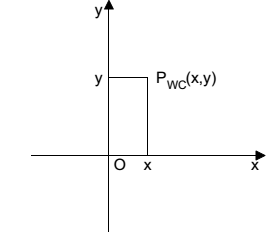 y
y P_WC(x,y)
O x x